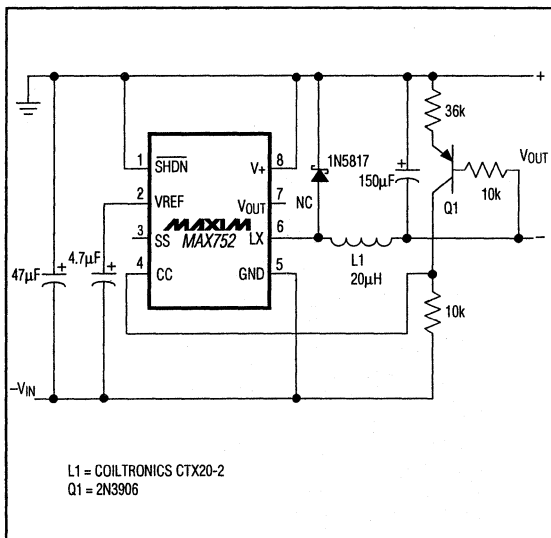 +
36k
1N5817
VOUT
1 SHDN V+ 8
150µF +
10k
2 VREF VOUT 7 NC
Q1
MAXIM
3 SS MAX752 LX 6
−
4.7µF +
L1
20µH
47µF +
4 CC GND 5
10k
−VIN
L1 = COILTRONICS CTX20-2
Q1 = 2N3906